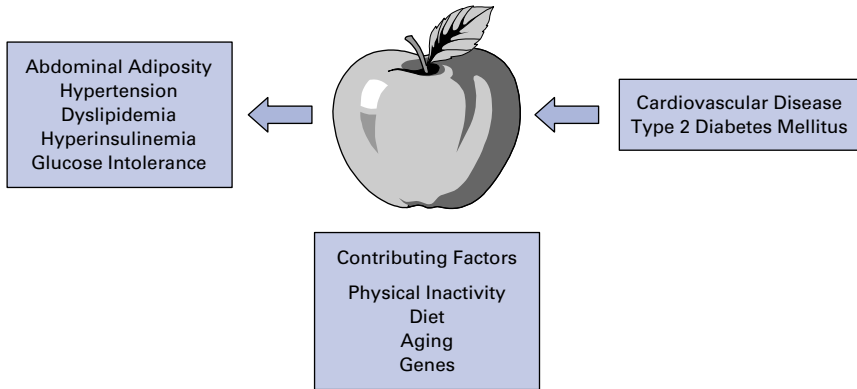 Abdominal Adiposity
Hypertension
Dyslipidemia
Hyperinsulinemia
Glucose Intolerance
Cardiovascular Disease
Type 2 Diabetes Mellitus
Contributing Factors
Physical Inactivity
Diet
Aging
Genes